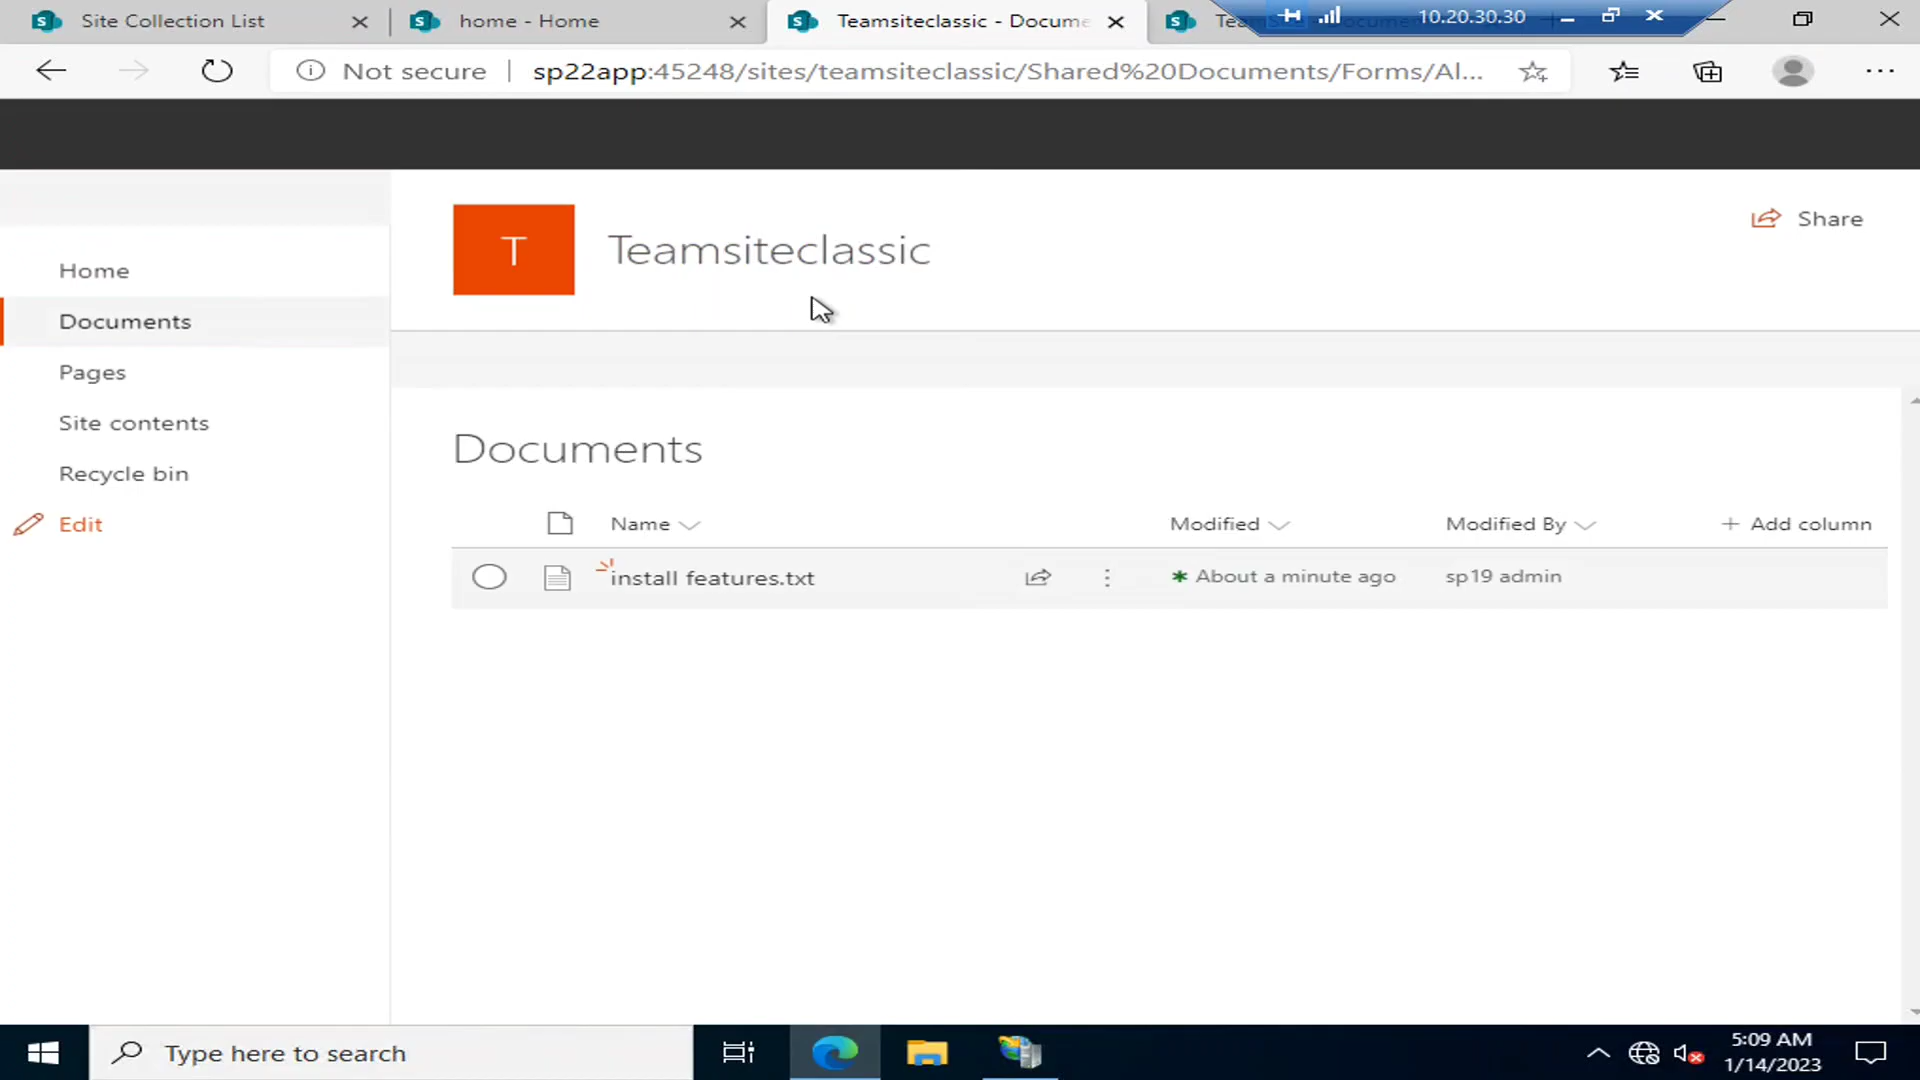 Site Collection List
home - Home
Teamsiteclassic - Docume
10.20.30.30
Not secure
sp22app:45248/sites/teamsiteclassic/Shared%20Documents/Forms/Al...
T
Teamsiteclassic
Share
Home
Documents
Pages
Site contents
Recycle bin
Edit
Documents
Name
Modified
Modified By
Add column
install features.txt
About a minute ago
sp19 admin
Type here to search
5:09 AM
1/14/2023